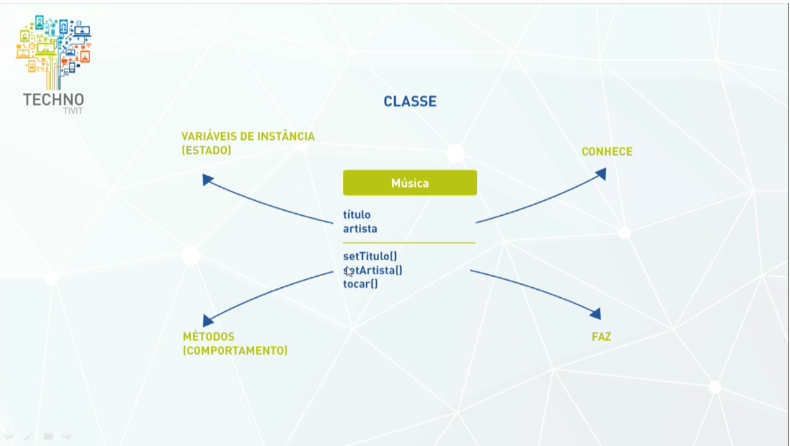 TECHNO
TIVIT
CLASSE
VARIÁVEIS DE INSTÂNCIA
(ESTADO)
CONHECE
Música
título
artista
setTitulo()
setArtista()
tocar()
MÉTODOS
(COMPORTAMENTO)
FAZ